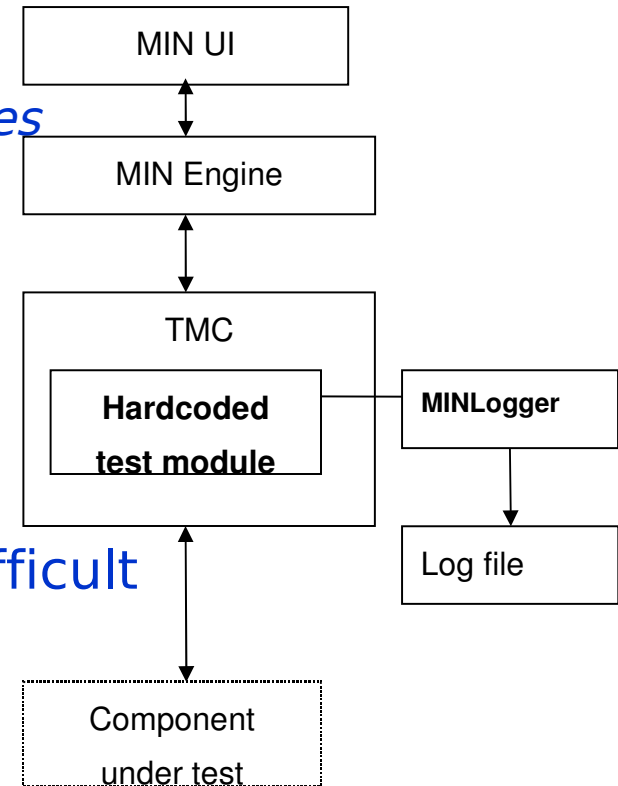 MIN UI
MIN Engine
TMC
Hardcoded
test module
MINLogger
Log file
Component
under test